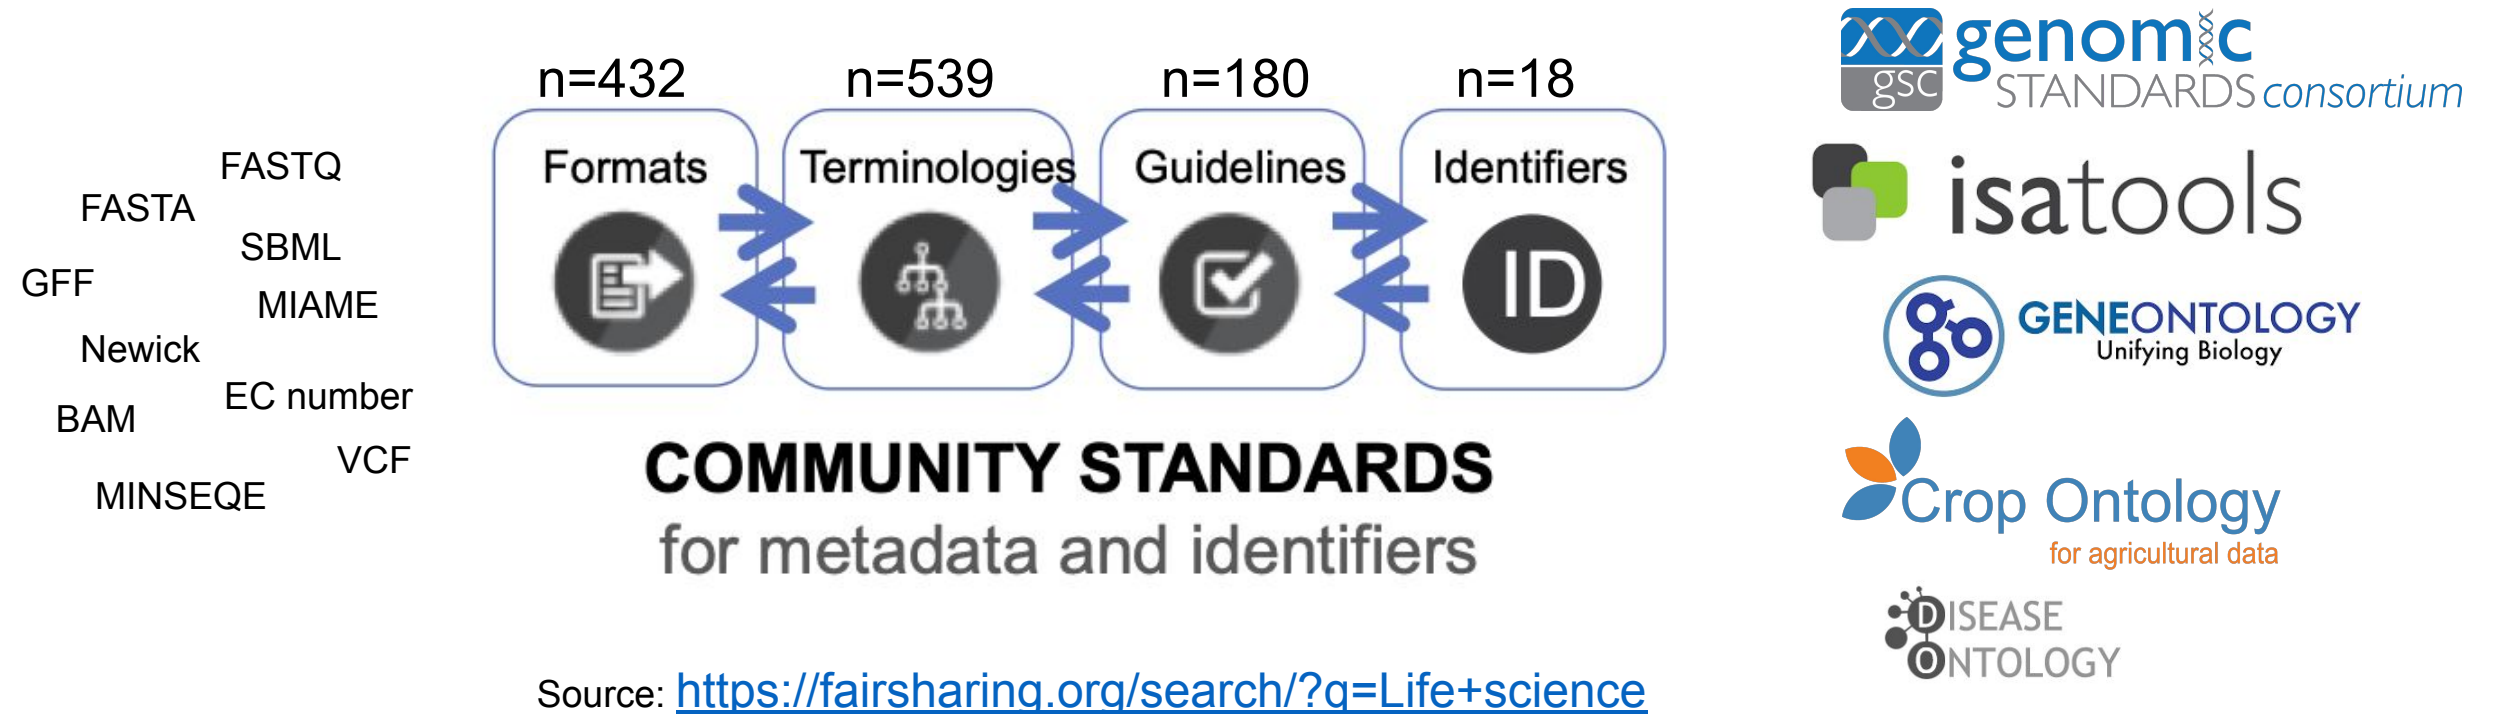 n=432
n=539
n=180
n=18
Formats
Terminologies
Guidelines
Identifiers
ID
COMMUNITY STANDARDS
for metadata and identifiers
Source: https://fairsharing.org/search/?q=Life+science
FASTQ
FASTA
SBML
GFF
MIAME
Newick
EC number
BAM
VCF
MINSEQE
gsc
genomic
STANDARDS consortium
isatools
go
GENEONTOLOGY
Unifying Biology
Crop Ontology
for agricultural data
DISEASE
ONTOLOGY